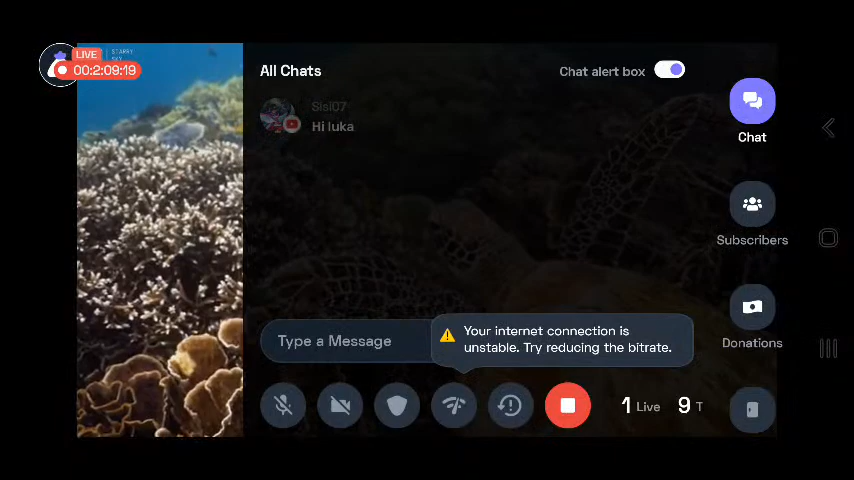 LIVE
STARRY
00:2:09:19
All Chats
Chat alert box
Sisi07
Hi luka
Chat
Subscribers
Your internet connection is
unstable. Try reducing the bitrate.
Type a Message
Donations
1 Live 9 T